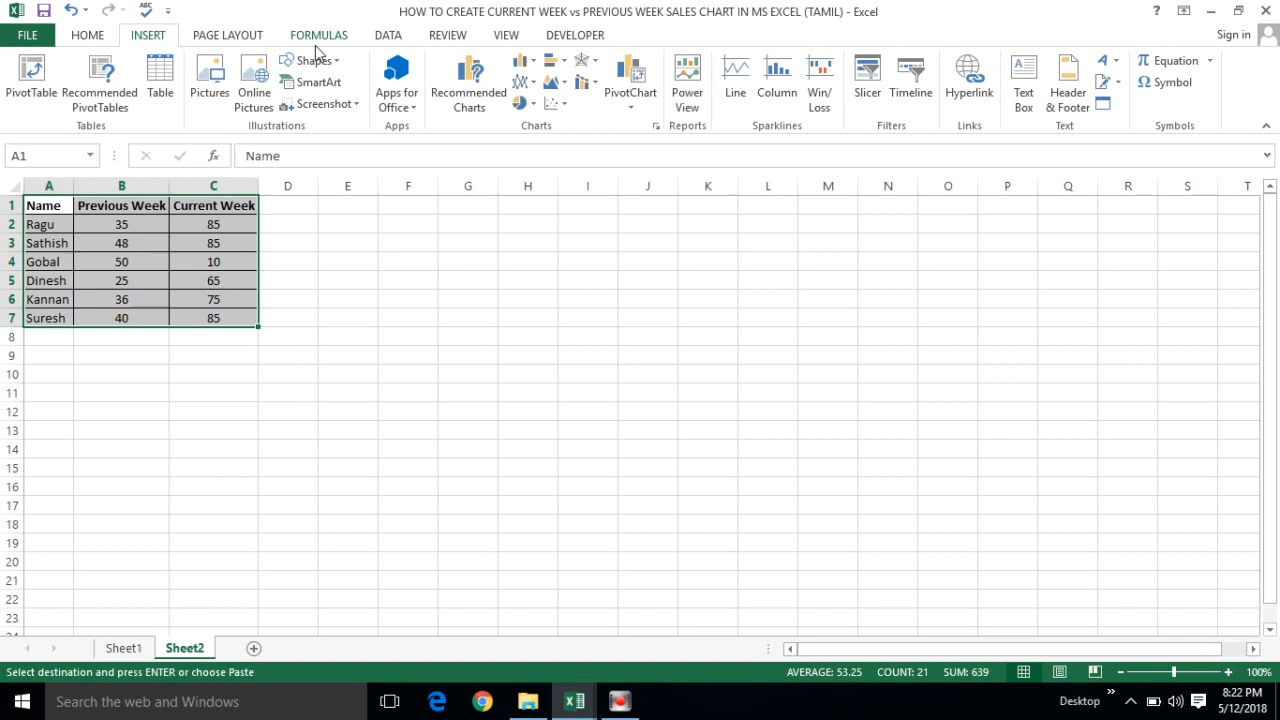 HOW TO CREATE CURRENT WEEK vs PREVIOUS WEEK SALES CHART IN MS EXCEL (TAMIL) - Excel
FILE HOME INSERT PAGE LAYOUT FORMULAS DATA REVIEW VIEW DEVELOPER Sign in
PivotTable Recommended PivotTables Table
Tables
Pictures Online Pictures Shapes SmartArt Screenshot
Illustrations
Apps for Office
Apps
Recommended Charts PivotChart
Charts
Power View
Reports
Line Column Win/Loss
Sparklines
Slicer Timeline
Filters
Hyperlink
Links
Text Box Header & Footer
Text
π Equation
Ω Symbol
Symbols
A1 fx Name
A B C D E F G H I J K L M N O P Q R S T
1 Name Previous Week Current Week
2 Ragu 35 85
3 Sathish 48 85
4 Gobal 50 10
5 Dinesh 25 65
6 Kannan 36 75
7 Suresh 40 85
8
9
10
11
12
13
14
15
16
17
18
19
20
21
22
23
Sheet1 Sheet2
Select destination and press ENTER or choose Paste AVERAGE: 53.25 COUNT: 21 SUM: 639 100%
Search the web and Windows Desktop 8:22 PM
5/12/2018